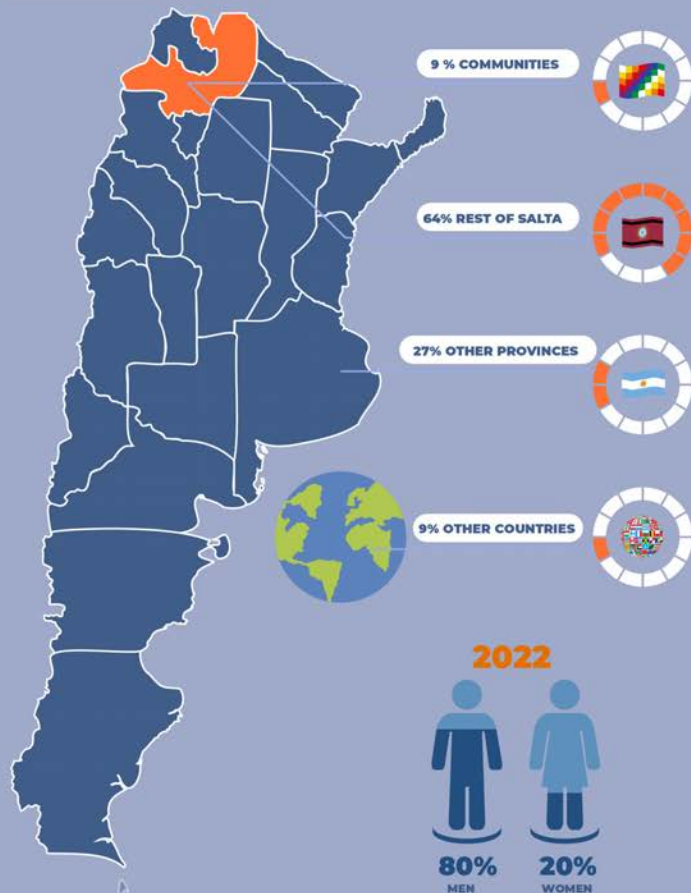 9 % COMMUNITIES
64% REST OF SALTA
27% OTHER PROVINCES
9% OTHER COUNTRIES
2022
80%
MEN
20%
WOMEN